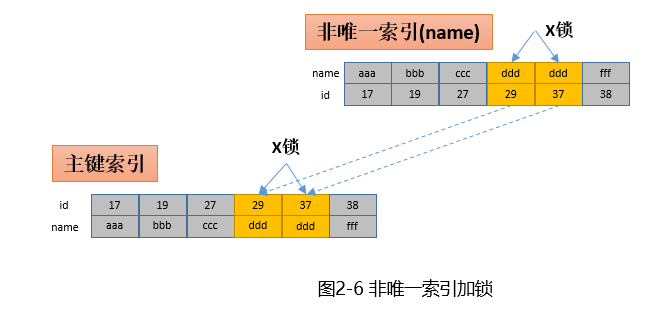 非唯一索引(name)
X锁
name aaa bbb ccc ddd ddd fff
id 17 19 27 29 37 38
X锁
主键索引
id 17 19 27 29 37 38
name aaa bbb ccc ddd ddd fff
图2-6 非唯一索引加锁